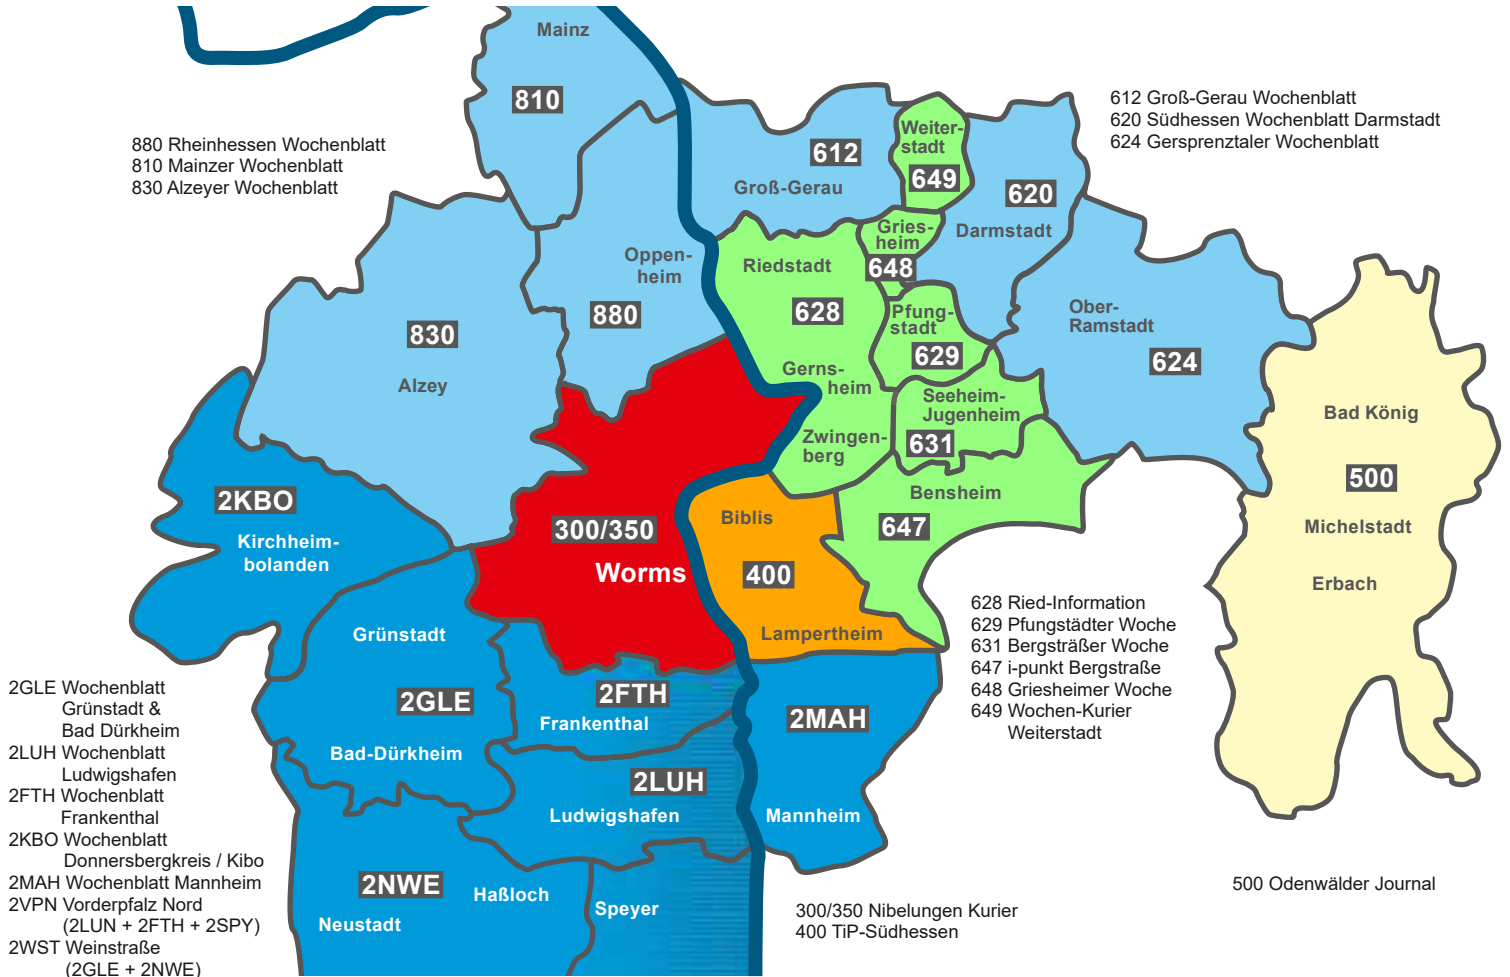 Mainz
810
880 Rheinhessen Wochenblatt
810 Mainzer Wochenblatt
830 Alzeyer Wochenblatt
612 Groß-Gerau Wochenblatt
620 Südhessen Wochenblatt Darmstadt
624 Gersprenztaler Wochenblatt
Weiter-
stadt
649
612
Groß-Gerau
620
Darmstadt
Gries-
heim
648
Oppen-
heim
880
Riedstadt
628
Pfung-
stadt
629
Ober-
Ramstadt
624
830
Alzey
Gerns-
heim
Seeheim-
Jugenheim
631
Zwingen-
berg
Bad König
500
Michelstadt
Erbach
2KBO
Kirchheim-
bolanden
300/350
Worms
Biblis
400
Lampertheim
Bensheim
647
628 Ried-Information
629 Pfungstädter Woche
631 Bergsträßer Woche
647 i-punkt Bergstraße
648 Griesheimer Woche
649 Wochen-Kurier
Weiterstadt
Grünstadt
2GLE
Bad-Dürkheim
2FTH
Frankenthal
2MAH
Mannheim
2LUH
Ludwigshafen
2NWE
Haßloch
Neustadt
Speyer
2GLE Wochenblatt
Grünstadt &
Bad Dürkheim
2LUH Wochenblatt
Ludwigshafen
2FTH Wochenblatt
Frankenthal
2KBO Wochenblatt
Donnersbergkreis / Kibo
2MAH Wochenblatt Mannheim
2VPN Vorderpfalz Nord
(2LUN + 2FTH + 2SPY)
2WST Weinstraße
(2GLE + 2NWE)
300/350 Nibelungen Kurier
400 TiP-Südhessen
500 Odenwälder Journal